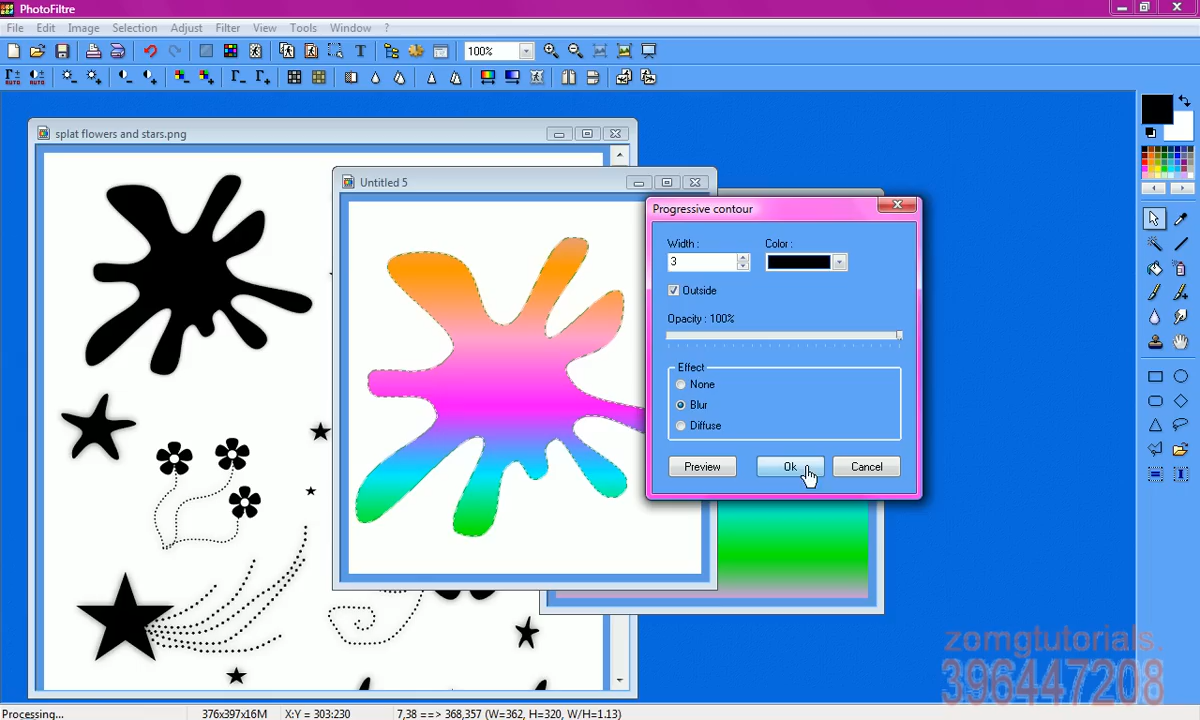 PhotoFiltre
File Edit Image Selection Adjust Filter View Tools Window ?
T 100%
AUTO AUTO
splat flowers and stars.png
Untitled 5
Progressive contour
Width : Color :
3
Outside
Opacity : 100%
Effect
None
Blur
Diffuse
Preview Ok Cancel
zomgtutorials.
396447208
Processing... 376x397x16M X:Y = 303:230 7,38 ==> 368,357 (W=362, H=320, W/H=1.13)